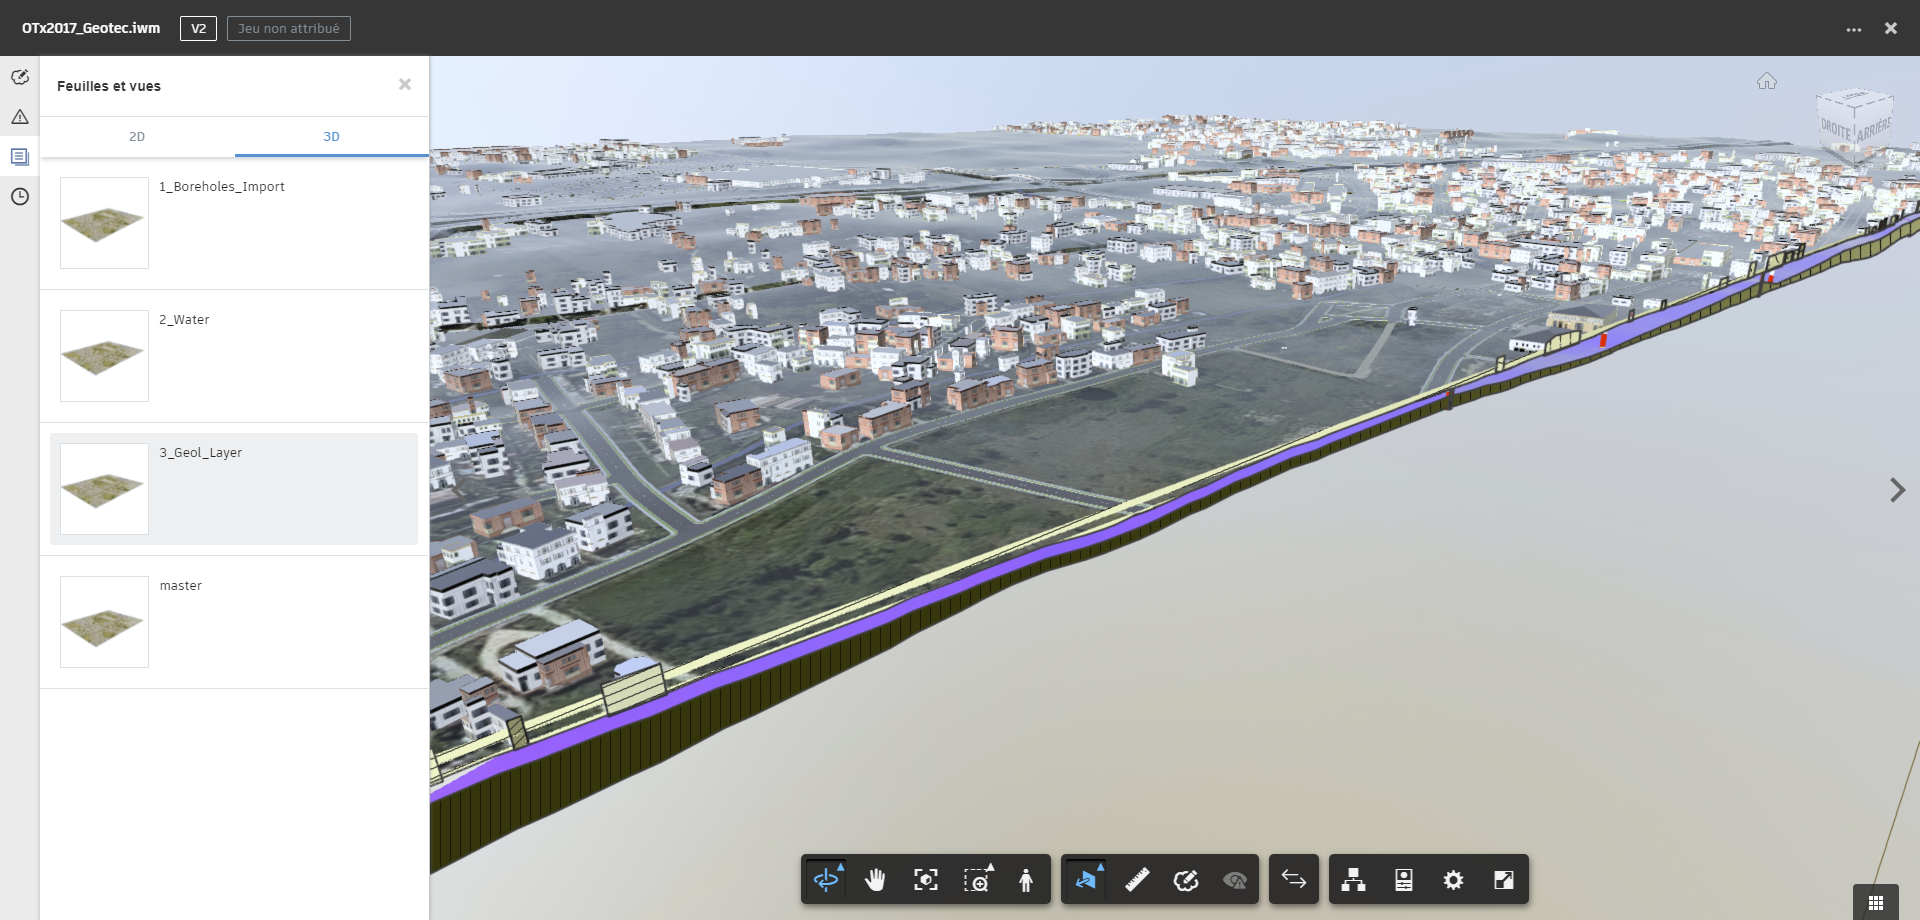 OTx2017_Geotec.iwm V2 Jeu non attribué
Feuilles et vues
2D 3D
1_Boreholes_Import
2_Water
3_Geol_Layer
master
DROITE ARRIÈRE